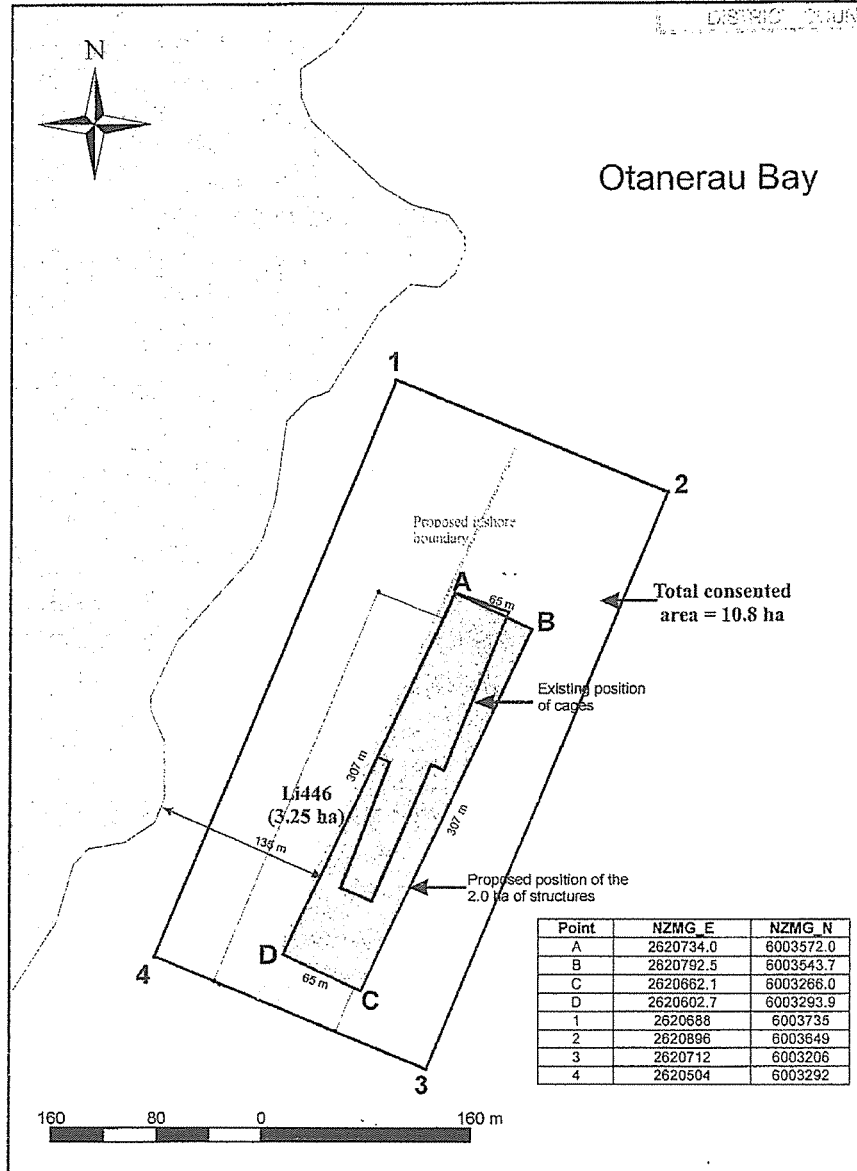 DISTRIC
N
Otanerau Bay
1
2
Proposed inshore
boundary
A
65 m
B
Total consented
area = 10.8 ha
Existing position
of cages
307 m
Li446
(3.25 ha)
307 m
135 m
Proposed position of the
2.0 ha of structures
D
65 m
C
4
3
Point NZMG_E NZMG_N
A 2620734.0 6003572.0
B 2620792.5 6003543.7
C 2620662.1 6003266.0
D 2620602.7 6003293.9
1 2620688 6003735
2 2620896 6003649
3 2620712 6003206
4 2620504 6003292
160 80 0 160 m